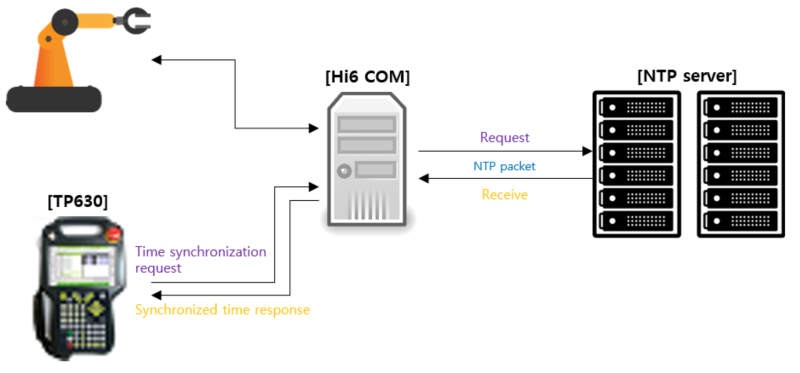 [Hi6 COM]
[NTP server]
Request
NTP packet
Receive
[TP630]
Time synchronization
request
Synchronized time response